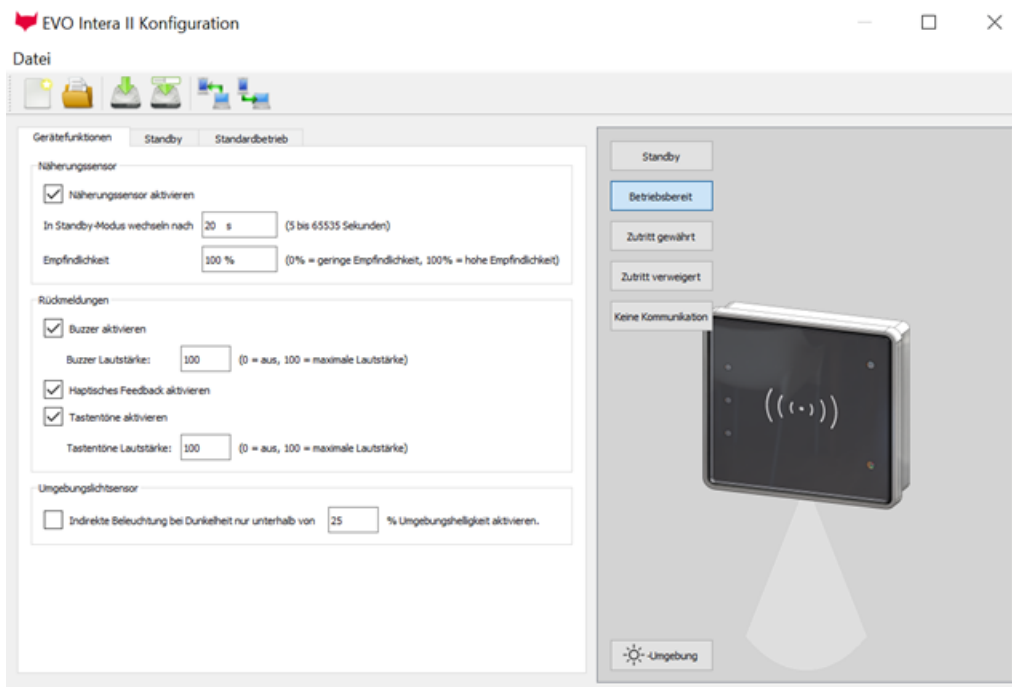 EVO Intera II Konfiguration
Datei
Gerätefunktionen Standby Standardbetrieb
Näherungssensor
Näherungssensor aktivieren
In Standby-Modus wechseln nach 20 s (5 bis 65535 Sekunden)
Empfindlichkeit 100 % (0% = geringe Empfindlichkeit, 100% = hohe Empfindlichkeit)
Rückmeldungen
Buzzer aktivieren
Buzzer Lautstärke: 100 (0 = aus, 100 = maximale Lautstärke)
Haptisches Feedback aktivieren
Tastentöne aktivieren
Tastentöne Lautstärke: 100 (0 = aus, 100 = maximale Lautstärke)
Umgebungslichtsensor
Indirekte Beleuchtung bei Dunkelheit nur unterhalb von 25 % Umgebungshelligkeit aktivieren.
Standby
Betriebsbereit
Zutritt gewährt
Zutritt verweigert
Keine Kommunikation
-Umgebung